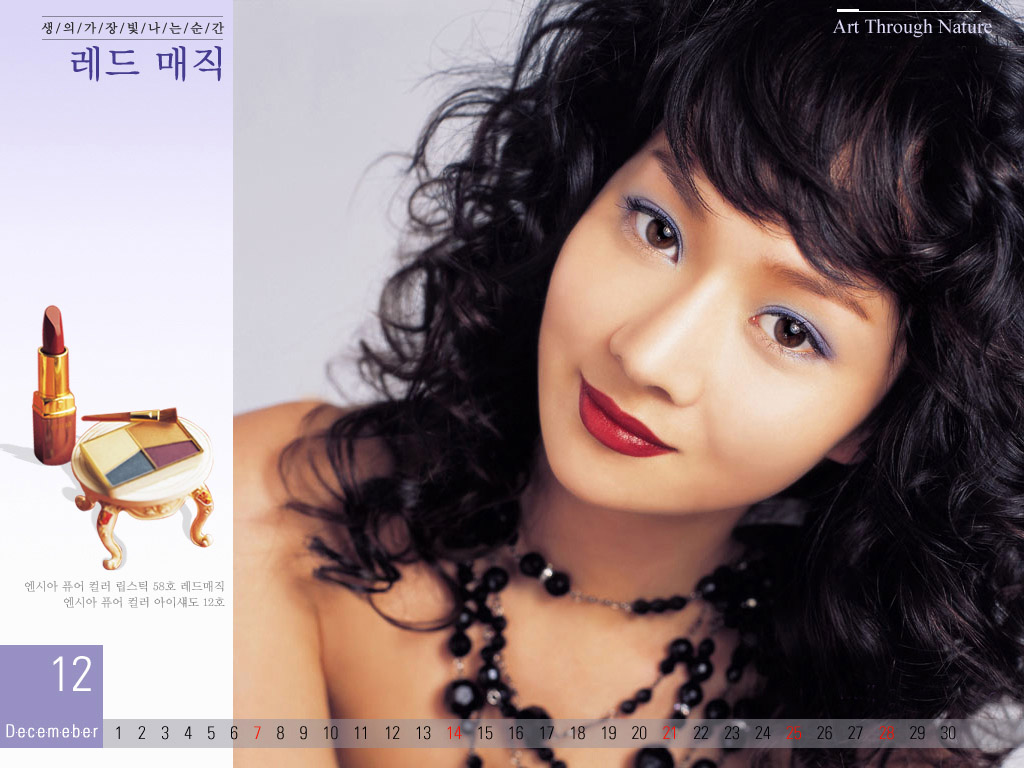 생/의/가/장/빛/나/는/순/간
레드 매직
Art Through Nature
엔시아 퓨어 컬러 립스틱 58호 레드매직
엔시아 퓨어 컬러 아이섀도 12호
12
Decemeber
1 2 3 4 5 6 7 8 9 10 11 12 13 14 15 16 17 18 19 20 21 22 23 24 25 26 27 28 29 30